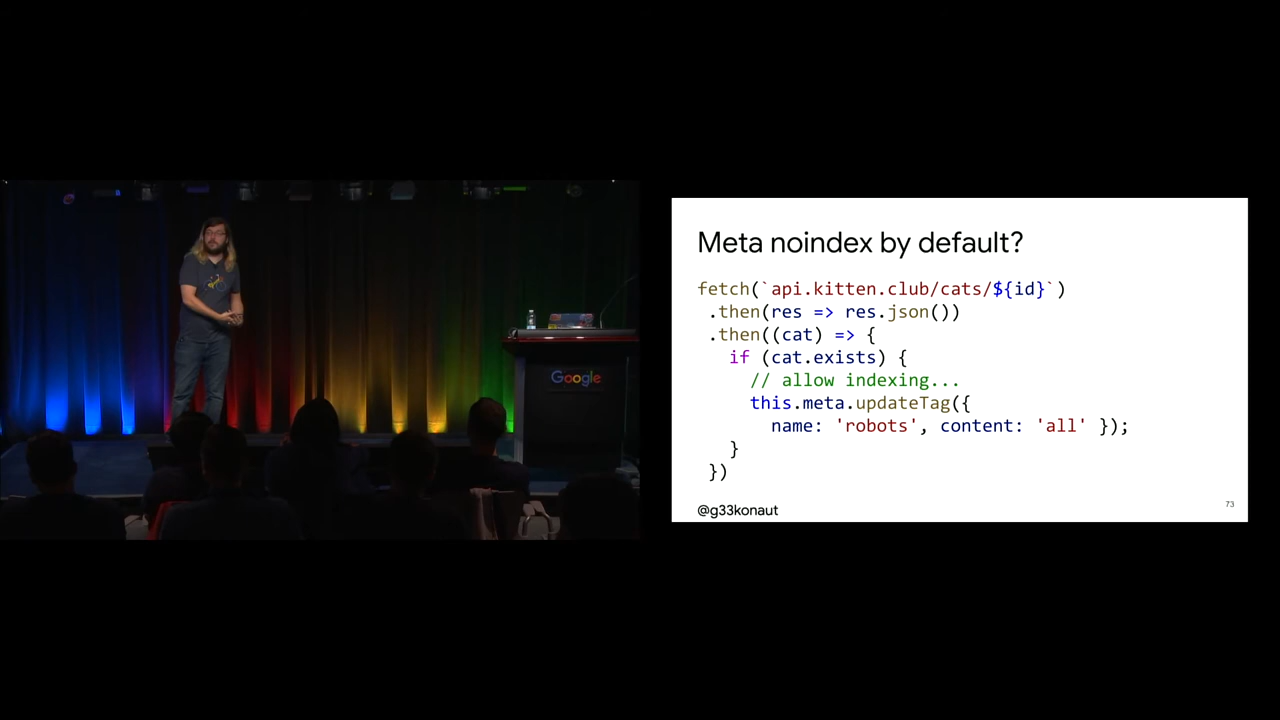 Google
Meta noindex by default?
fetch(`api.kitten.club/cats/${id}`)
.then(res => res.json())
.then((cat) => {
if (cat.exists) {
// allow indexing...
this.meta.updateTag({
name: 'robots', content: 'all' });
}
})
@g33konaut
73